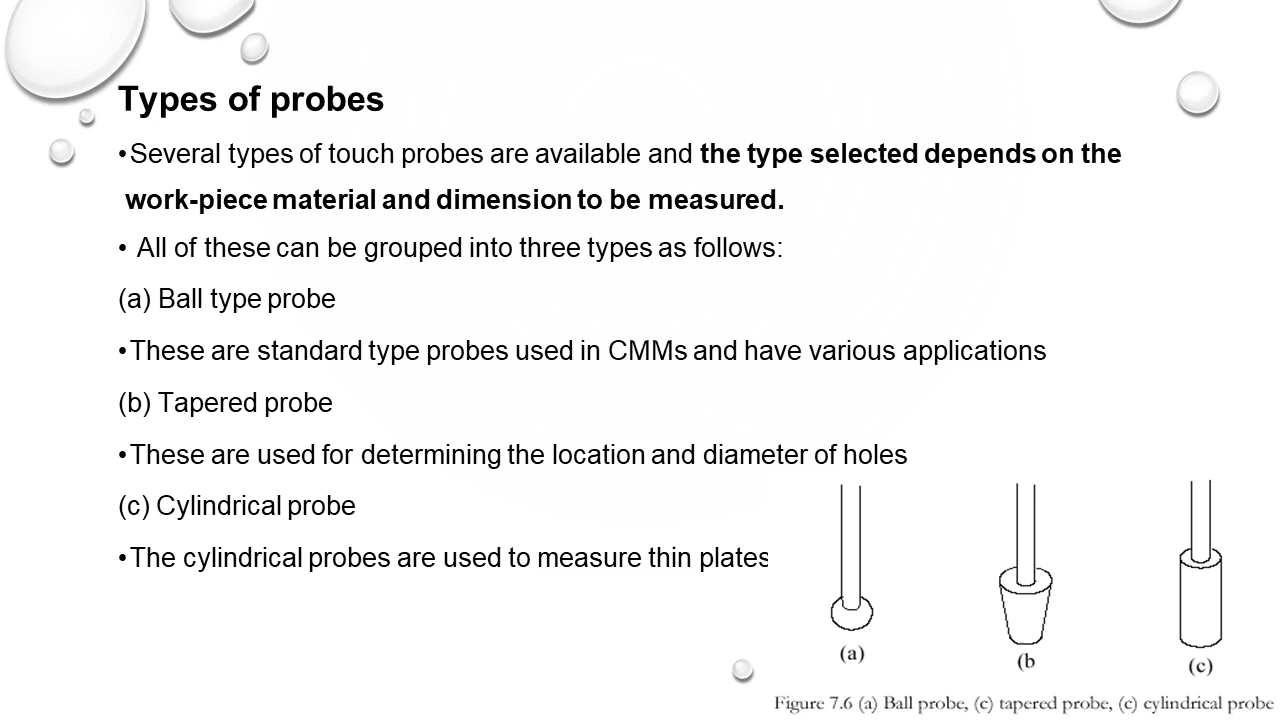 Types of probes
•Several types of touch probes are available and the type selected depends on the
work-piece material and dimension to be measured.
• All of these can be grouped into three types as follows:
(a) Ball type probe
•These are standard type probes used in CMMs and have various applications
(b) Tapered probe
•These are used for determining the location and diameter of holes
(c) Cylindrical probe
•The cylindrical probes are used to measure thin plates
(a)
(b
(c)
Figure 7.6 (a) Ball probe, (c) tapered probe, (c) cylindrical probe